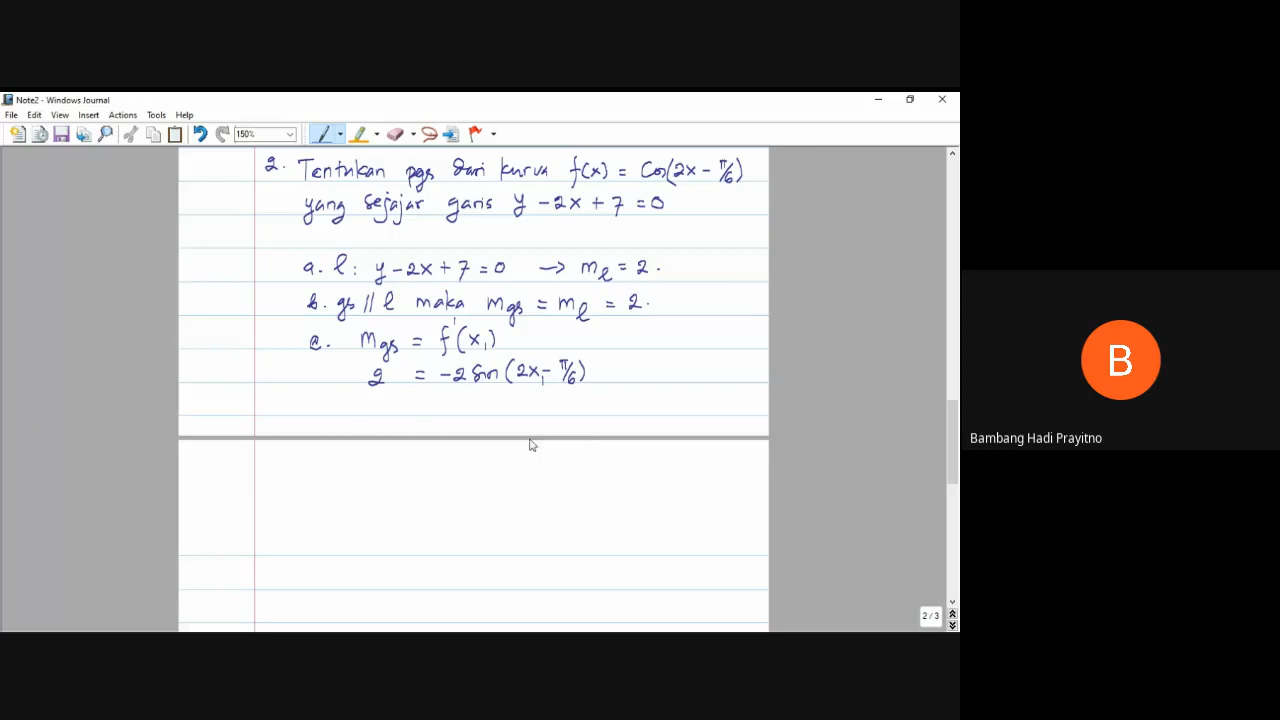 Note2 - Windows Journal
File Edit View Insert Actions Tools Help
150%
2. Tentukan pgs dari kurva f(x) = Cos(2x - π/6)
yang sejajar garis y - 2x + 7 = 0
a. l: y - 2x + 7 = 0 → m_l = 2.
b. gs // l maka m_gs = m_l = 2.
c. m_gs = f'(x₁)
2 = -2 Sin(2x₁ - π/6)
2 / 3
B
Bambang Hadi Prayitno